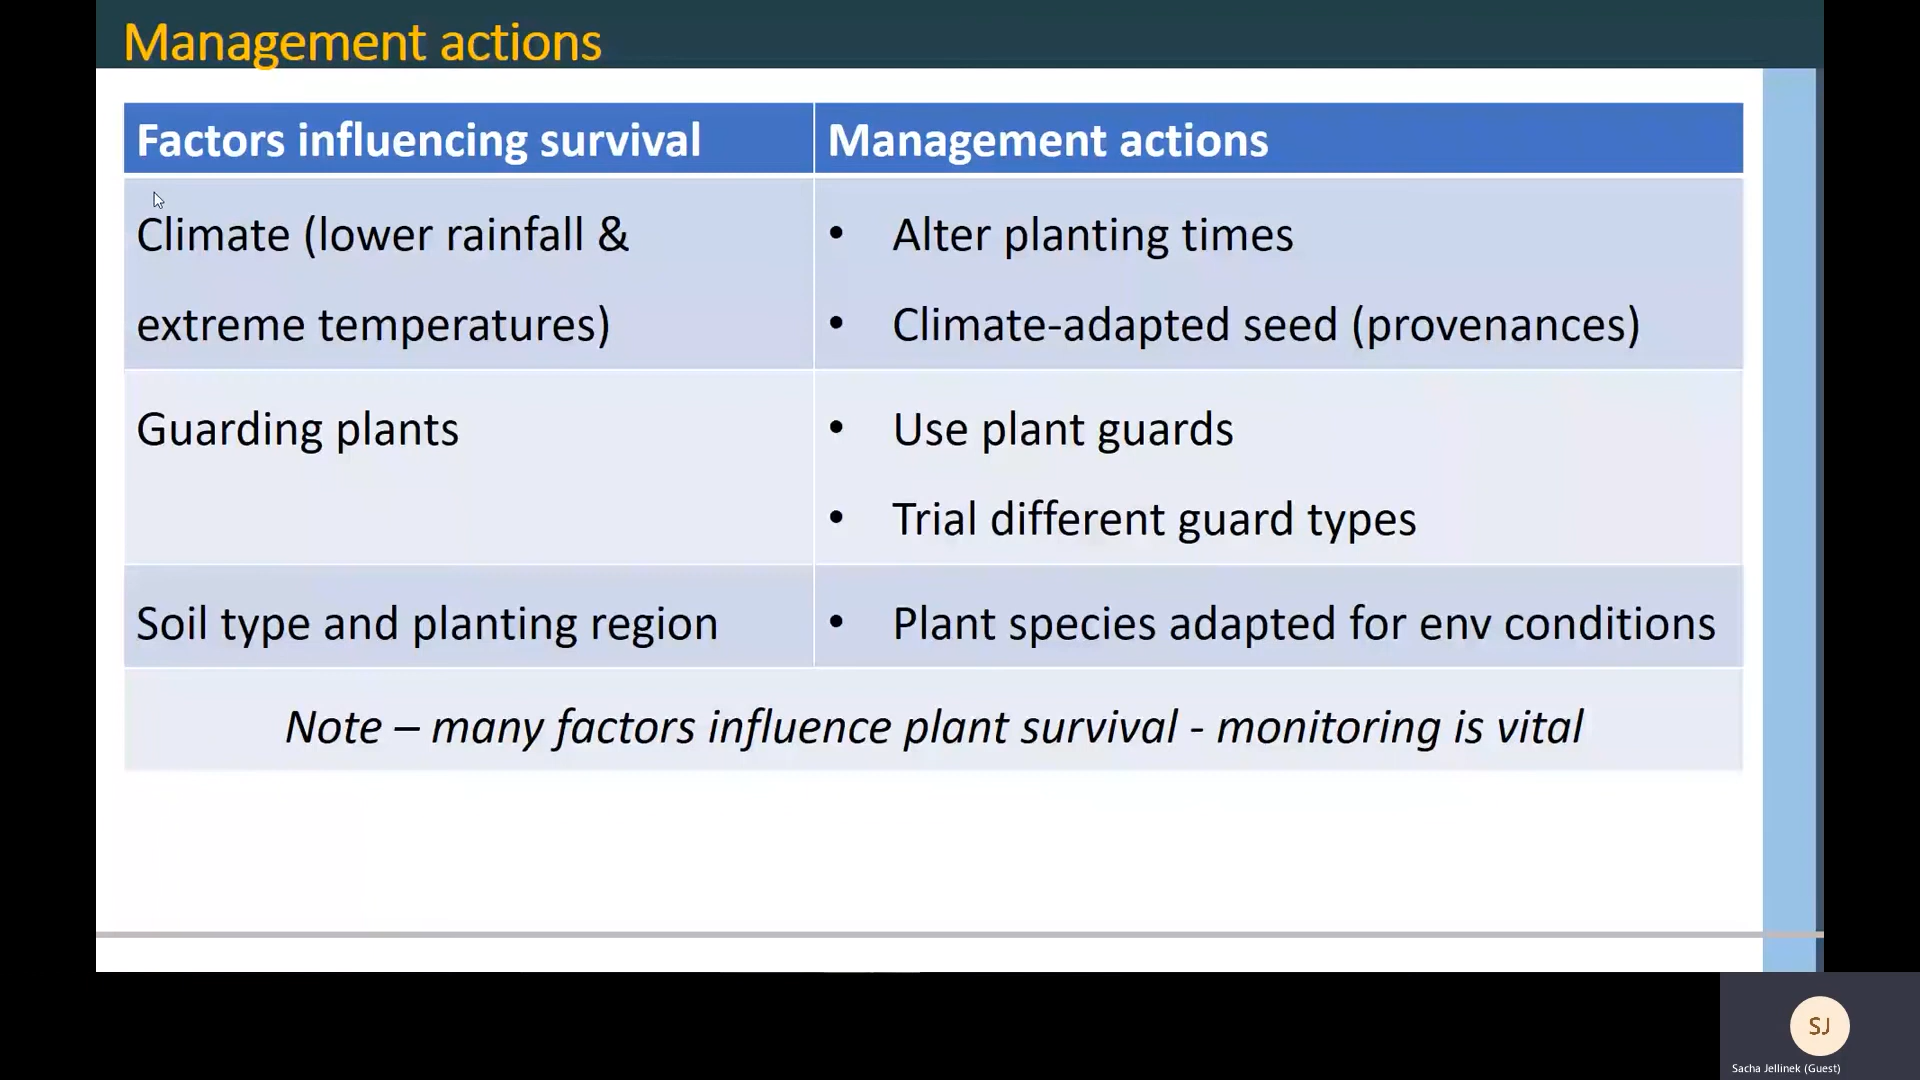 Management actions
Factors influencing survival
Management actions
Climate (lower rainfall &
extreme temperatures)
• Alter planting times
• Climate-adapted seed (provenances)
Guarding plants
• Use plant guards
• Trial different guard types
Soil type and planting region
• Plant species adapted for env conditions
Note – many factors influence plant survival - monitoring is vital
SJ
Sacha Jellinek (Guest)